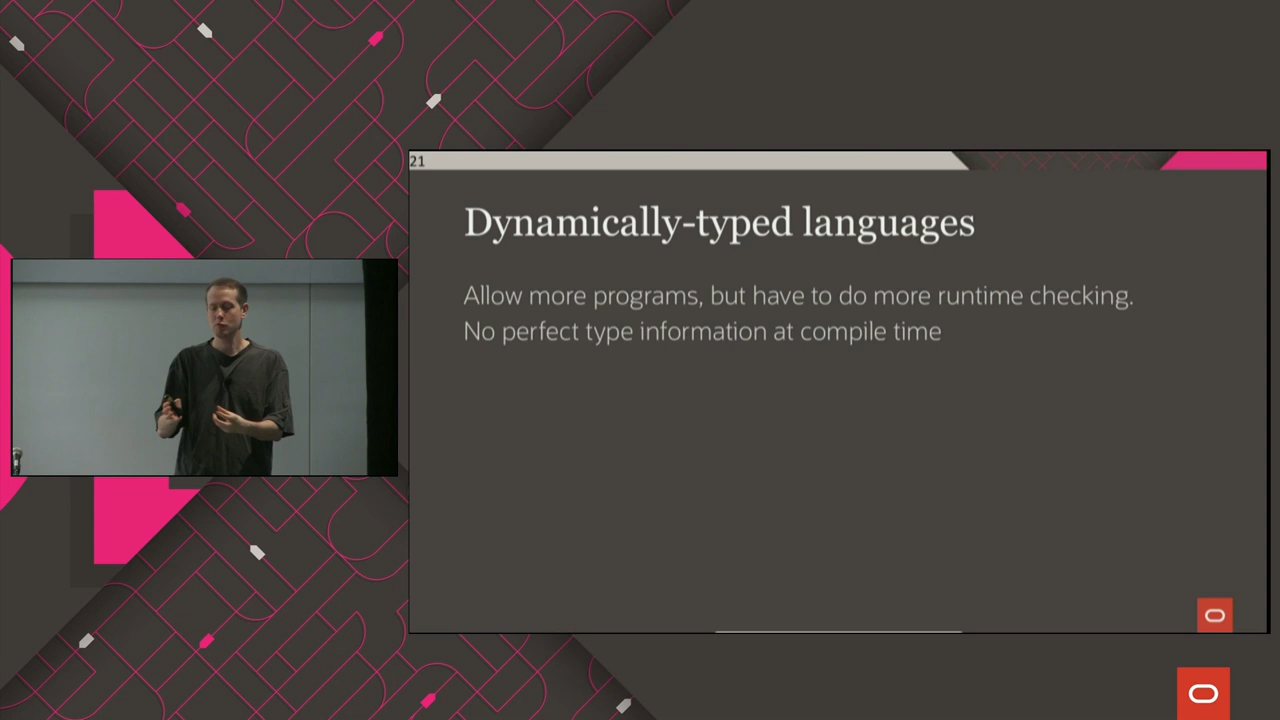 21
Dynamically-typed languages
Allow more programs, but have to do more runtime checking.
No perfect type information at compile time